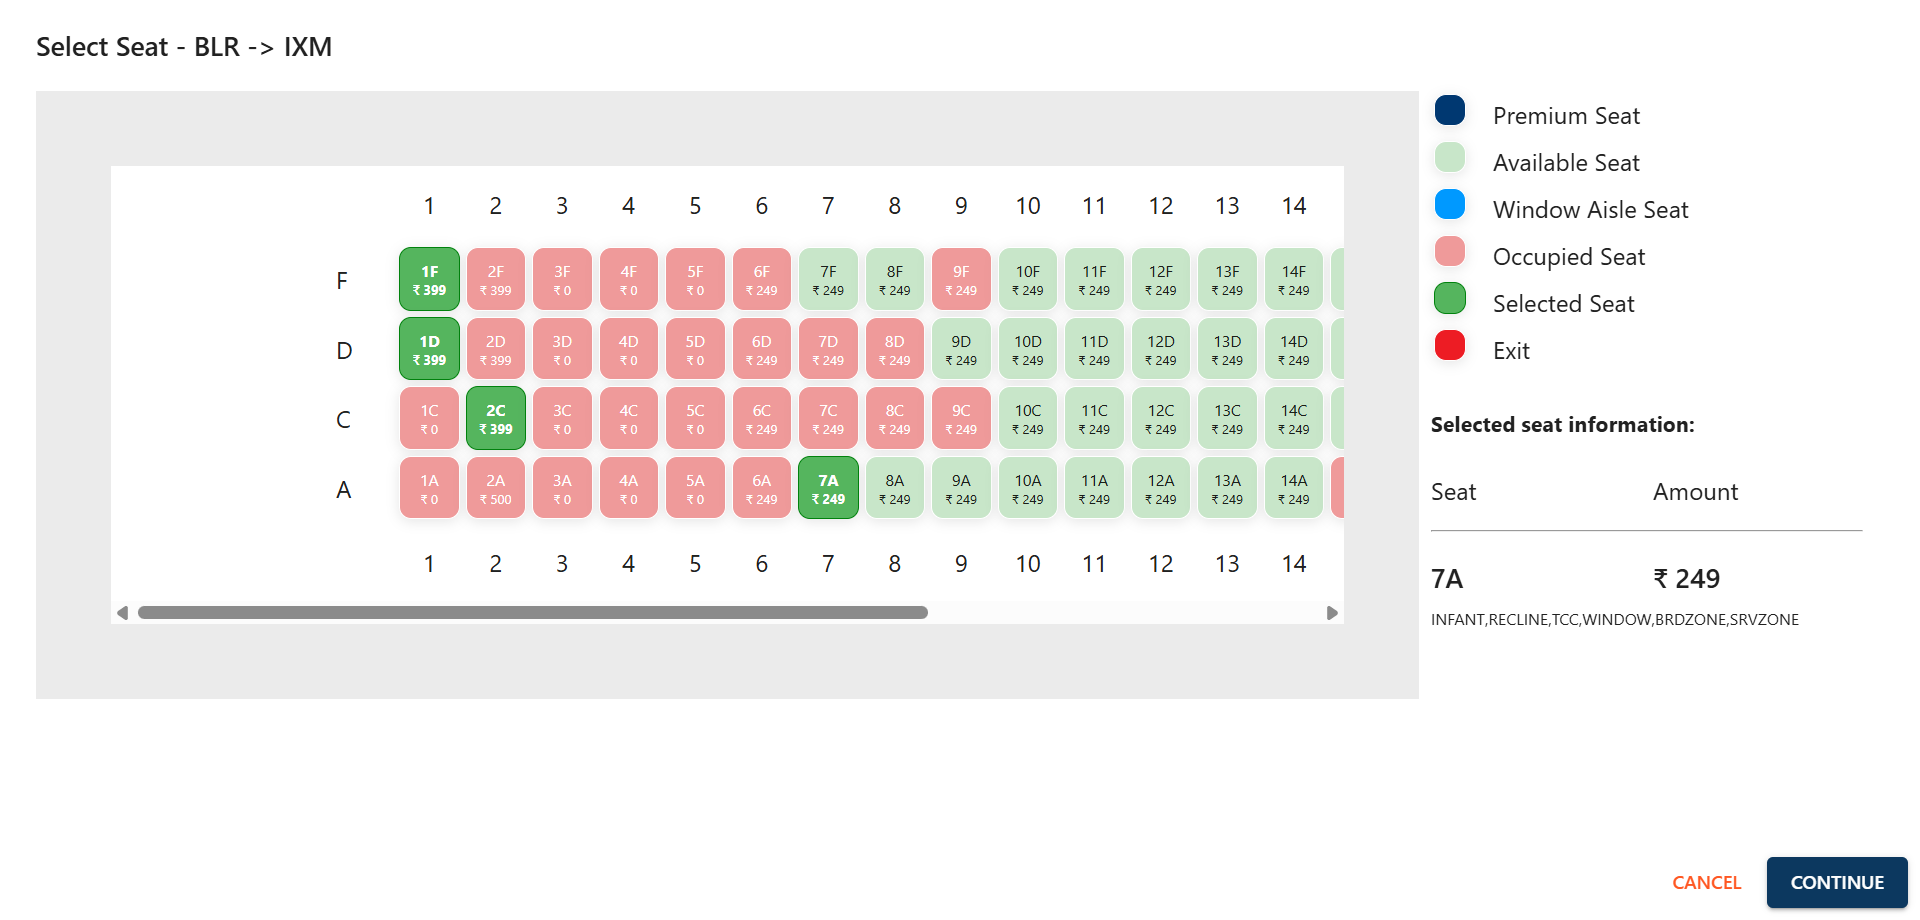 Select Seat - BLR -> IXM
1 2 3 4 5 6 7 8 9 10 11 12 13 14
F
1F 2F 3F 4F 5F 6F 7F 8F 9F 10F 11F 12F 13F 14F
₹ 399 ₹ 399 ₹ 0 ₹ 0 ₹ 0 ₹ 249 ₹ 249 ₹ 249 ₹ 249 ₹ 249 ₹ 249 ₹ 249 ₹ 249 ₹ 249
D
1D 2D 3D 4D 5D 6D 7D 8D 9D 10D 11D 12D 13D 14D
₹ 399 ₹ 399 ₹ 0 ₹ 0 ₹ 0 ₹ 249 ₹ 249 ₹ 249 ₹ 249 ₹ 249 ₹ 249 ₹ 249 ₹ 249 ₹ 249
C
1C 2C 3C 4C 5C 6C 7C 8C 9C 10C 11C 12C 13C 14C
₹ 0 ₹ 399 ₹ 0 ₹ 0 ₹ 0 ₹ 249 ₹ 249 ₹ 249 ₹ 249 ₹ 249 ₹ 249 ₹ 249 ₹ 249 ₹ 249
A
1A 2A 3A 4A 5A 6A 7A 8A 9A 10A 11A 12A 13A 14A
₹ 0 ₹ 500 ₹ 0 ₹ 0 ₹ 0 ₹ 249 ₹ 249 ₹ 249 ₹ 249 ₹ 249 ₹ 249 ₹ 249 ₹ 249 ₹ 249
1 2 3 4 5 6 7 8 9 10 11 12 13 14
Premium Seat
Available Seat
Window Aisle Seat
Occupied Seat
Selected Seat
Exit
Selected seat information:
Seat Amount
7A ₹ 249
INFANT,RECLINE,TCC,WINDOW,BRDZONE,SRVZONE
CANCEL CONTINUE